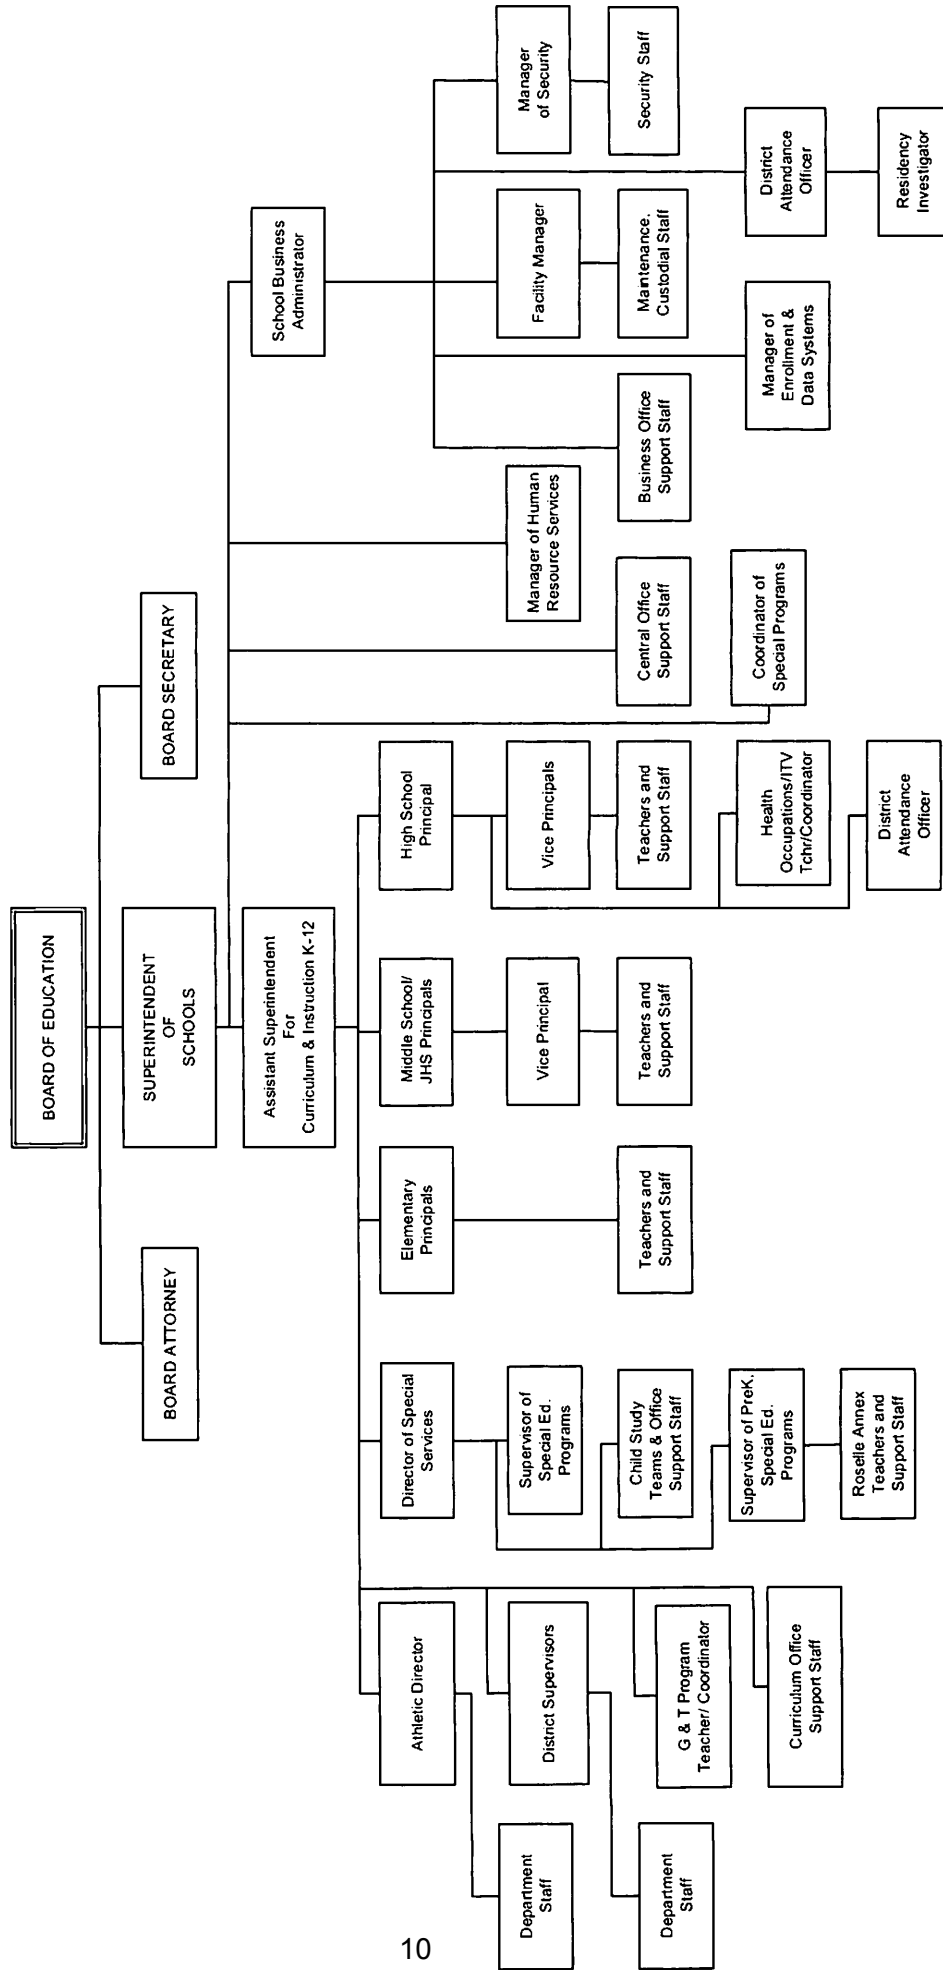 BOARD OF EDUCATION
BOARD ATTORNEY
BOARD SECRETARY
SUPERINTENDENT
OF
SCHOOLS
Assistant Superintendent
For
Curriculum & Instruction K-12
School Business
Administrator
Athletic Director
Department
Staff
District Supervisors
Department
Staff
G & T Program
Teacher/ Coordinator
Curriculum Office
Support Staff
Director of Special
Services
Supervisor of
Special Ed.
Programs
Child Study
Teams & Office
Support Staff
Supervisor of PreK.
Special Ed.
Programs
Roselle Annex
Teachers and
Support Staff
Elementary
Principals
Teachers and
Support Staff
Middle School/
JHS Principals
Vice Principal
Teachers and
Support Staff
High School
Principal
Vice Principals
Teachers and
Support Staff
Health
Occupations/ITV
Tchr/Coordinator
District
Attendance
Officer
Coordinator of
Special Programs
Central Office
Support Staff
Manager of Human
Resource Services
Business Office
Support Staff
Manager of
Enrollment &
Data Systems
Facility Manager
Maintenance.
Custodial Staff
District
Attendance
Officer
Residency
Investigator
Manager
of Security
Security Staff
10